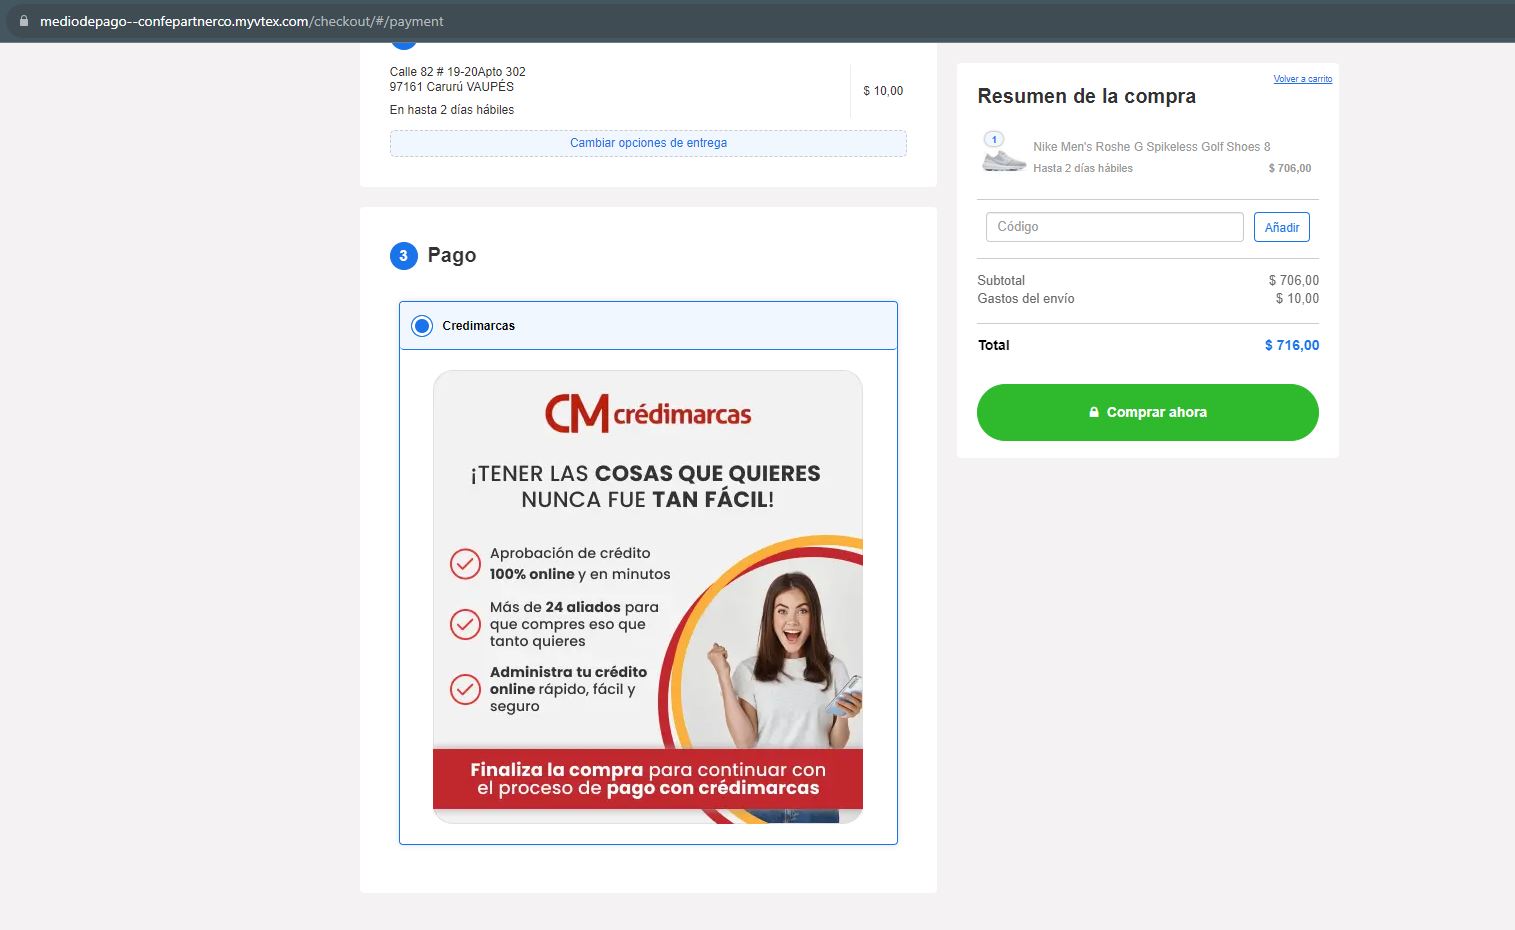 mediodepago--confepartnerco.myvtex.com/checkout/#/payment
Calle 82 # 19-20Apto 302
97161 Carurú VAUPÉS
En hasta 2 días hábiles
$ 10,00
Cambiar opciones de entrega
3 Pago
Credimarcas
CM crédimarcas
¡TENER LAS COSAS QUE QUIERES
NUNCA FUE TAN FÁCIL!
Aprobación de crédito
100% online y en minutos
Más de 24 aliados para
que compres eso que
tanto quieres
Administra tu crédito
online rápido, fácil y
seguro
Finaliza la compra para continuar con
el proceso de pago con crédimarcas
Volver a carrito
Resumen de la compra
1
Nike Men's Roshe G Spikeless Golf Shoes 8
Hasta 2 días hábiles $ 706,00
Código Añadir
Subtotal $ 706,00
Gastos del envío $ 10,00
Total $ 716,00
Comprar ahora